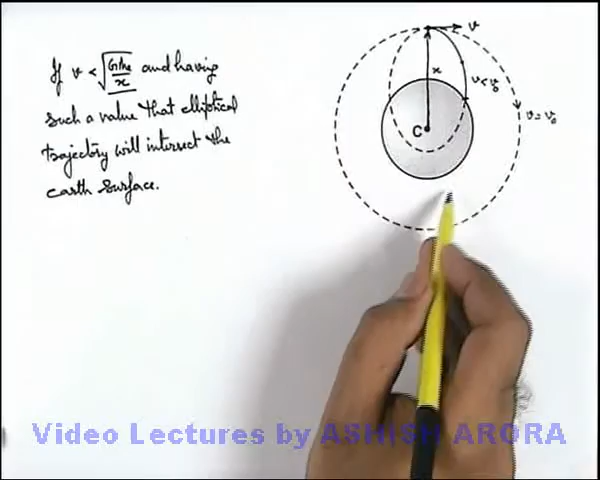 If v < √(GMe/x) and having
such a value that elliptical
trajectory will intersect the
earth surface.
v
x
v < v₀
v = v₀
C
Video Lectures by ASHISH ARORA